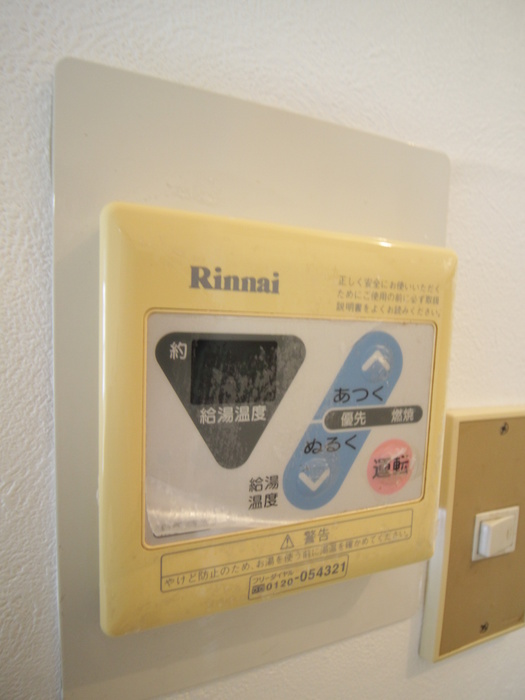 Rinnai
正しく安全にお使いいただく
ためにご使用の前に必ず取扱
説明書をよくお読みください。
約
給湯温度
あつく
優先 燃焼
ぬるく
運転
給湯
温度
⚠ 警告
やけど防止のため、お湯を使う前に湯温を確かめてください。
フリーダイヤル
0120-054321